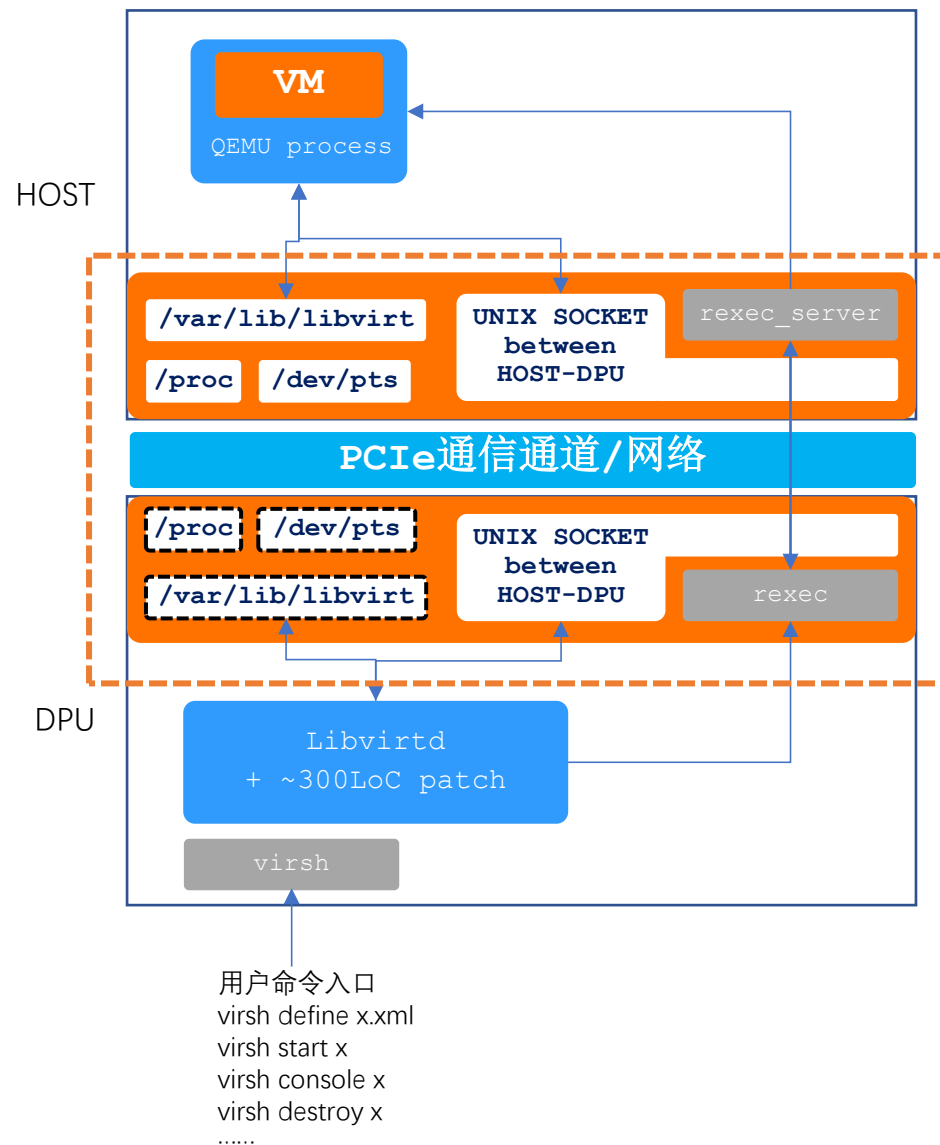 VM
QEMU process
HOST
/var/lib/libvirt
UNIX SOCKET
between
HOST-DPU
rexec_server
/proc
/dev/pts
PCIe通信通道/网络
/proc
/dev/pts
UNIX SOCKET
between
HOST-DPU
/var/lib/libvirt
rexec
DPU
Libvirtd
+ ~300LoC patch
virsh
用户命令入口
virsh define x.xml
virsh start x
virsh console x
virsh destroy x
……